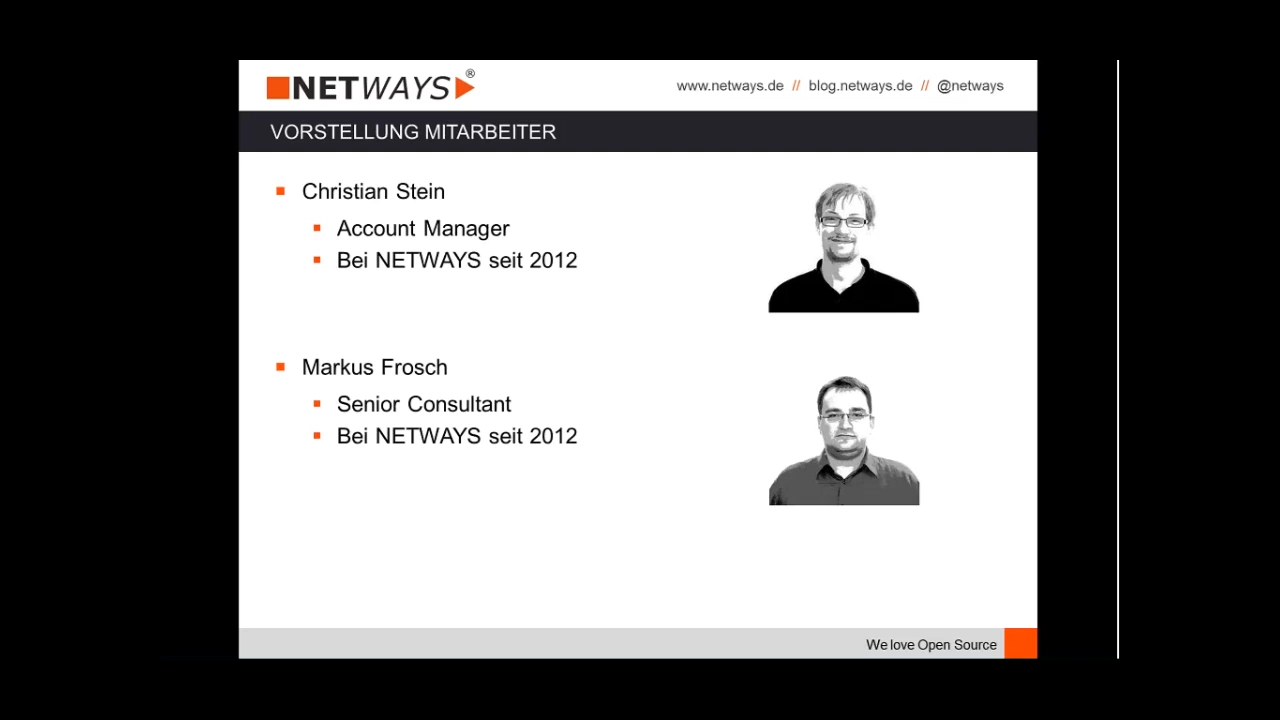 NETWAYS®
www.netways.de // blog.netways.de // @netways
VORSTELLUNG MITARBEITER
Christian Stein
Account Manager
Bei NETWAYS seit 2012
Markus Frosch
Senior Consultant
Bei NETWAYS seit 2012
We love Open Source